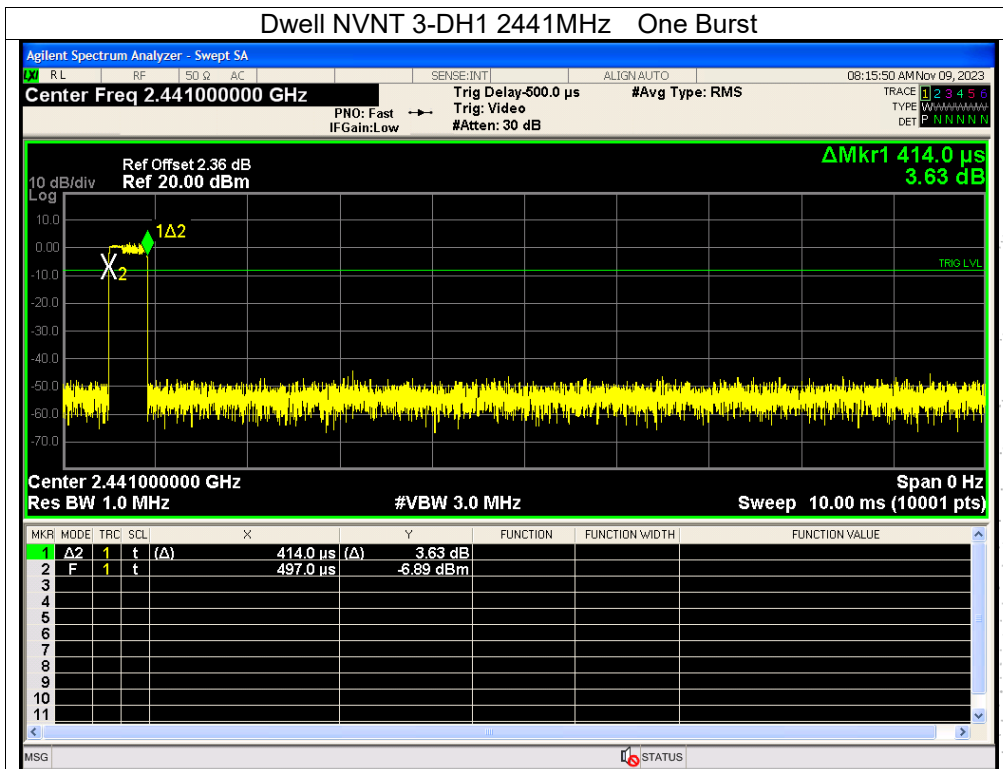 Dwell NVNT 3-DH1 2441MHz One Burst
Agilent Spectrum Analyzer - Swept SA
LXI RL RF 50 Ω AC SENSE:INT ALIGN AUTO 08:15:50 AM Nov 09, 2023
Center Freq 2.441000000 GHz Trig Delay-500.0 µs #Avg Type: RMS TRACE 1 2 3 4 5 6
PNO: Fast Trig: Video TYPE WWWWWW
IFGain:Low #Atten: 30 dB DET P N N N N N
ΔMkr1 414.0 µs
3.63 dB
Ref Offset 2.36 dB
10 dB/div Ref 20.00 dBm
Log
10.0
1Δ2
0.00
2
TRIG LVL
-10.0
-20.0
-30.0
-40.0
-50.0
-60.0
-70.0
Center 2.441000000 GHz Span 0 Hz
Res BW 1.0 MHz #VBW 3.0 MHz Sweep 10.00 ms (10001 pts)
MKR MODE TRC SCL X Y FUNCTION FUNCTION WIDTH FUNCTION VALUE
1 Δ2 1 t (Δ) 414.0 µs (Δ) 3.63 dB
2 F 1 t 497.0 µs -6.89 dBm
3
4
5
6
7
8
9
10
11
MSG STATUS